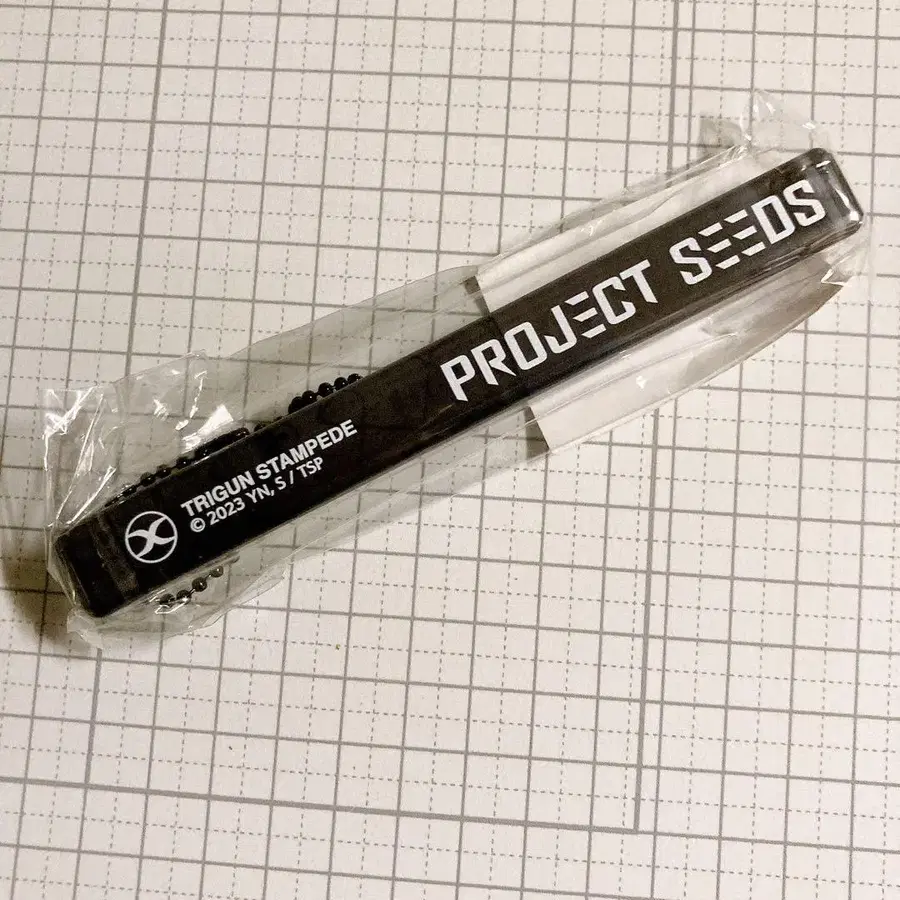 PROJECT SEEDS
TRIGUN STAMPEDE
© 2023 YN, S / TSP